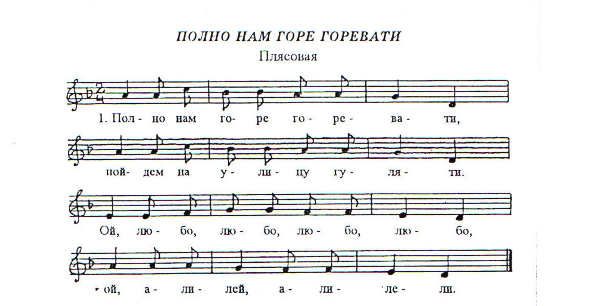 ПОЛНО НАМ ГОРЕ ГОРЕВАТИ
Плясовая
2
4
1. Пол - но нам го - ре го - ре - ва - ти,
пой - дем на у - ли - цу гу - ля - ти.
Ой, лю - бо, лю - бо, лю - бо, лю - бо,
ой, а - ли - лей, а - ли - ле - ли.